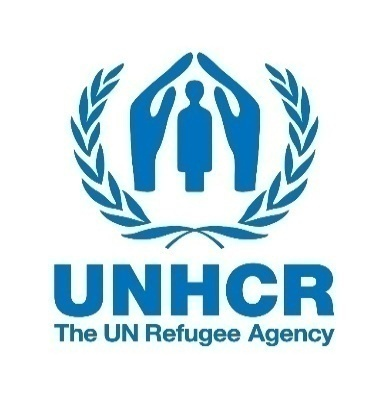 UNHCR
The UN Refugee Agency